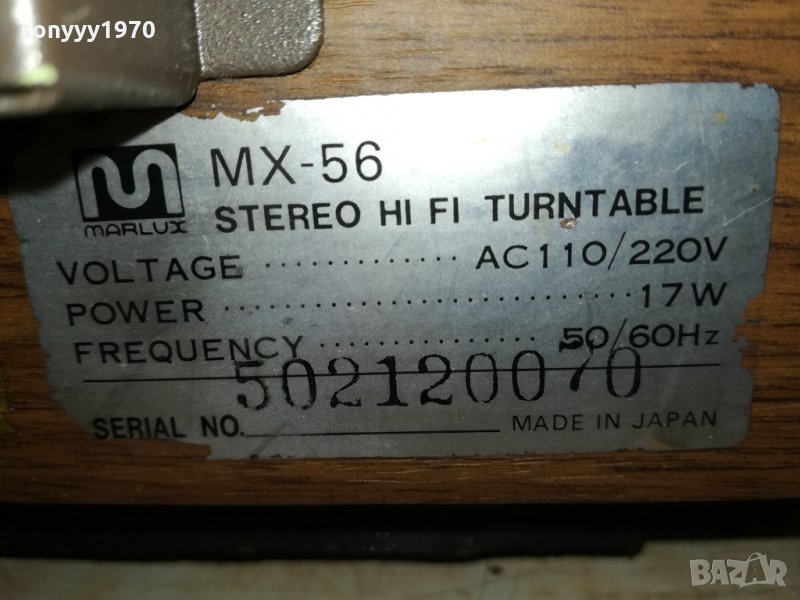 gonyyy1970
MX-56
MARLUX
STEREO HI FI TURNTABLE
VOLTAGE ·············· AC110/220V
POWER ······························ 17W
FREQUENCY ················ 50/60Hz
502120070
SERIAL NO. MADE IN JAPAN
BAZAR